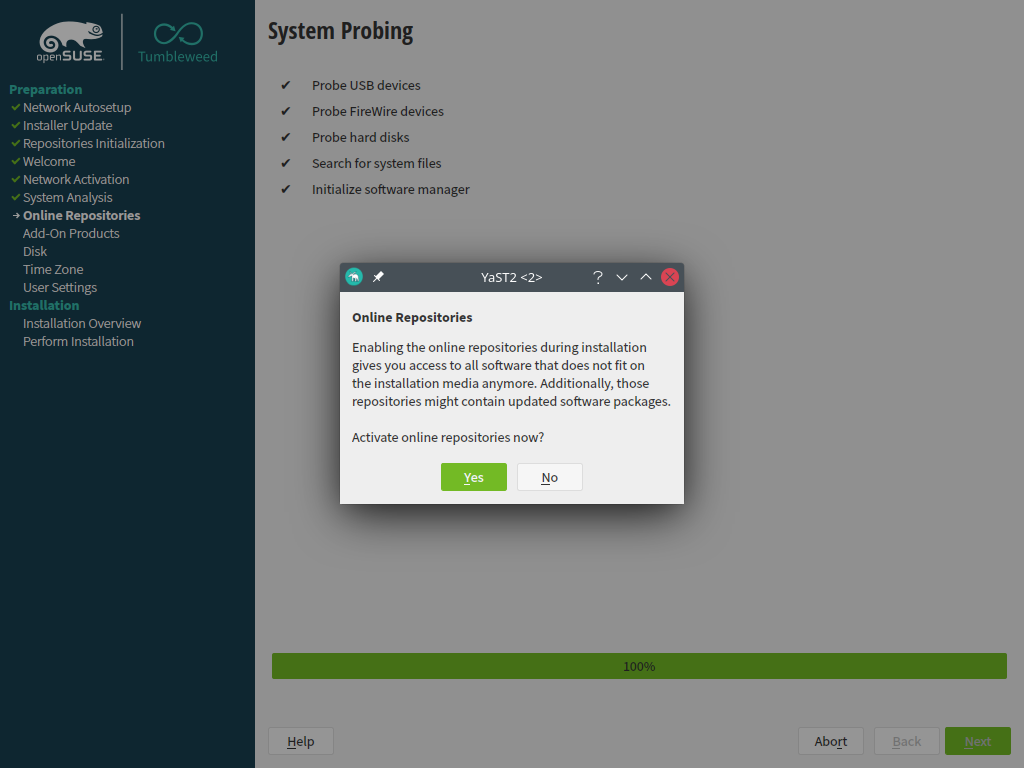 openSUSE
Tumbleweed
Preparation
Network Autosetup
Installer Update
Repositories Initialization
Welcome
Network Activation
System Analysis
Online Repositories
Add-On Products
Disk
Time Zone
User Settings
Installation
Installation Overview
Perform Installation
System Probing
Probe USB devices
Probe FireWire devices
Probe hard disks
Search for system files
Initialize software manager
YaST2 <2>
Online Repositories
Enabling the online repositories during installation
gives you access to all software that does not fit on
the installation media anymore. Additionally, those
repositories might contain updated software packages.
Activate online repositories now?
Yes No
100%
Help Abort Back Next